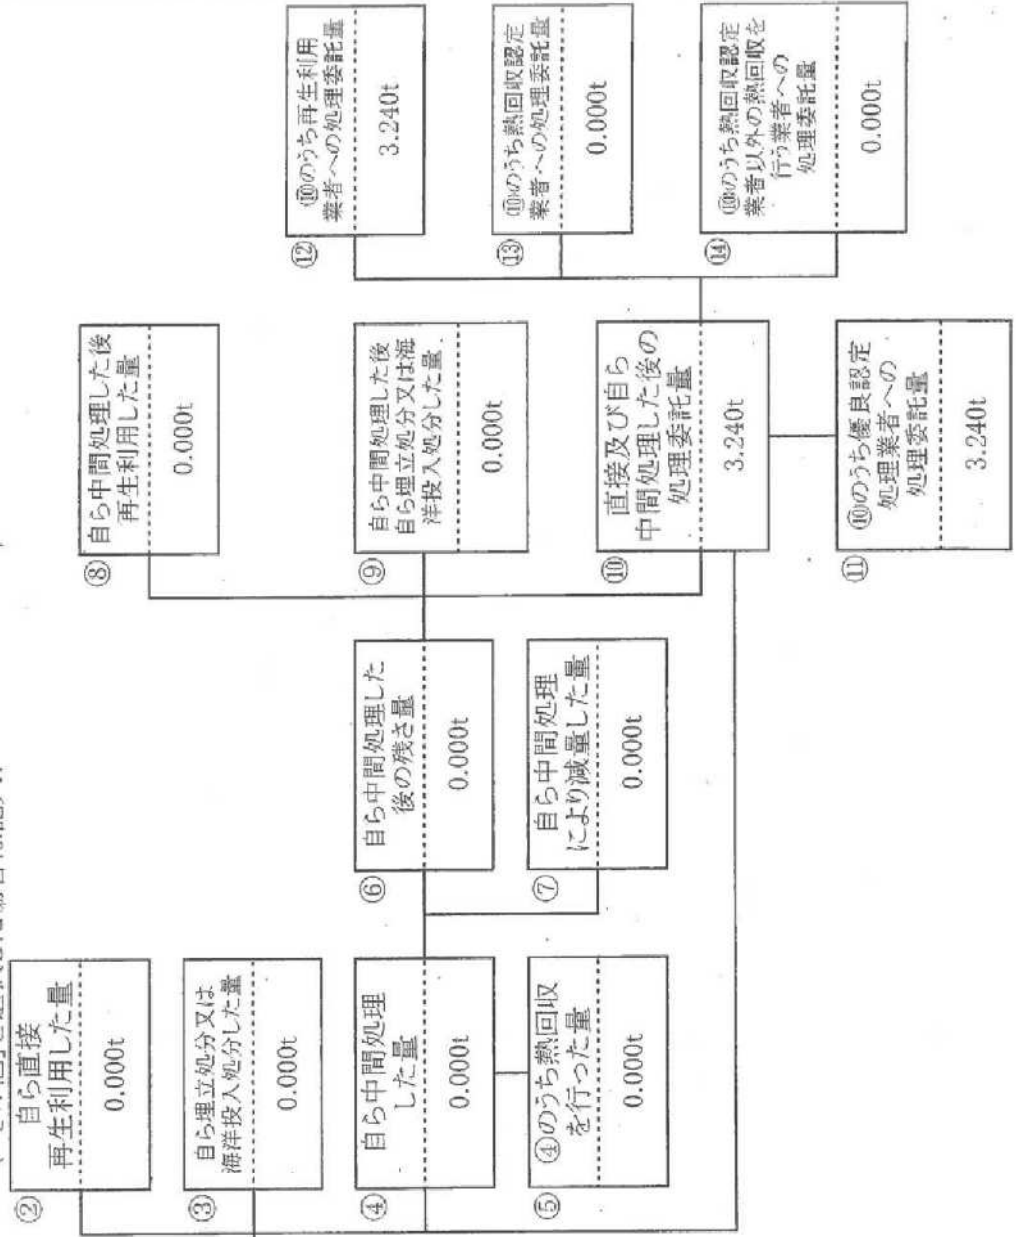 ②
自ら直接
再生利用した量
0.000t
③
自ら埋立処分又は
海洋投入処分した量
0.000t
④
自ら中間処理
した量
0.000t
⑤
④のうち熱回収
を行った量
0.000t
⑥
自ら中間処理した
後の残さ量
0.000t
⑦
自ら中間処理
により減量した量
0.000t
⑧
自ら中間処理した後
再生利用した量
0.000t
⑨
自ら中間処理した後
自ら埋立処分又は海
洋投入処分した量
0.000t
⑩
直接及び自ら
中間処理した後の
処理委託量
3.240t
⑪
⑩のうち優良認定
処理業者への
処理委託量
3.240t
⑫
⑩のうち再生利用
業者への処理委託量
3.240t
⑬
⑩のうち熱回収認定
業者への処理委託量
0.000t
⑭
⑩のうち熱回収認定
業者以外の熱回収を
行う業者への
処理委託量
0.000t